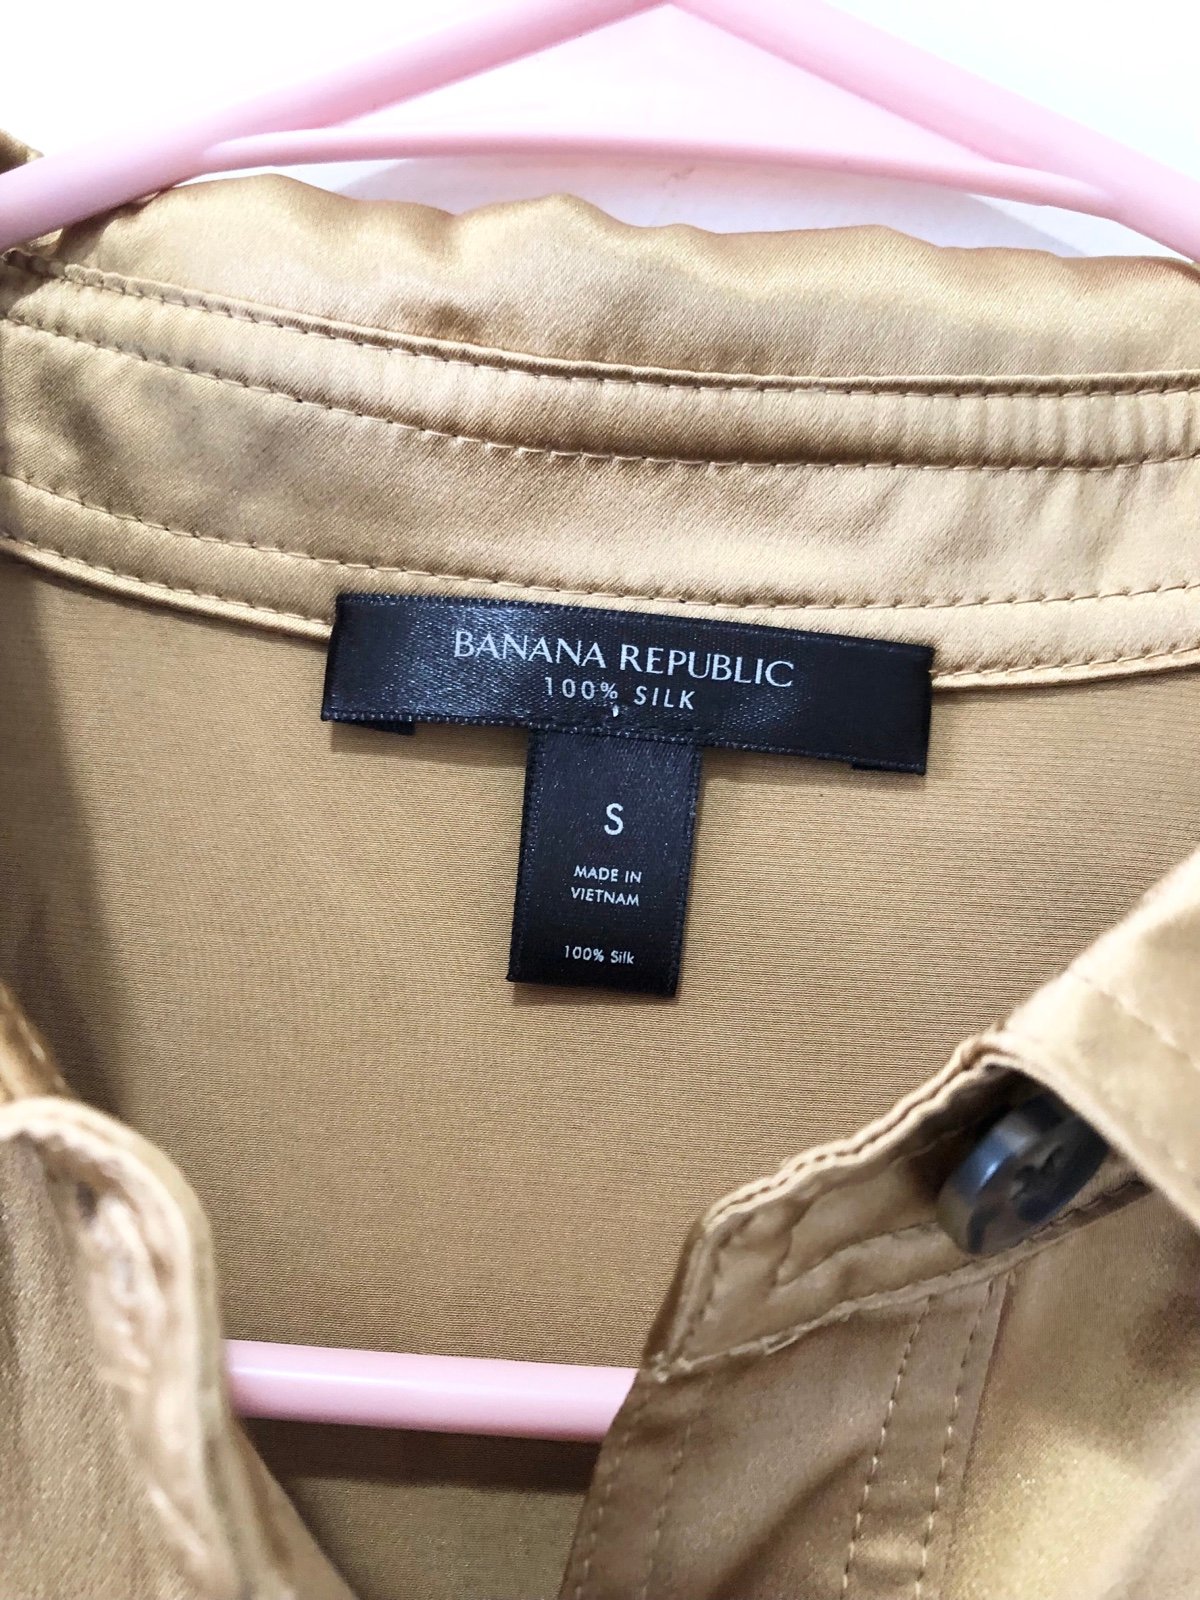 BANANA REPUBLIC
100% SILK
S
MADE IN
VIETNAM
100% Silk